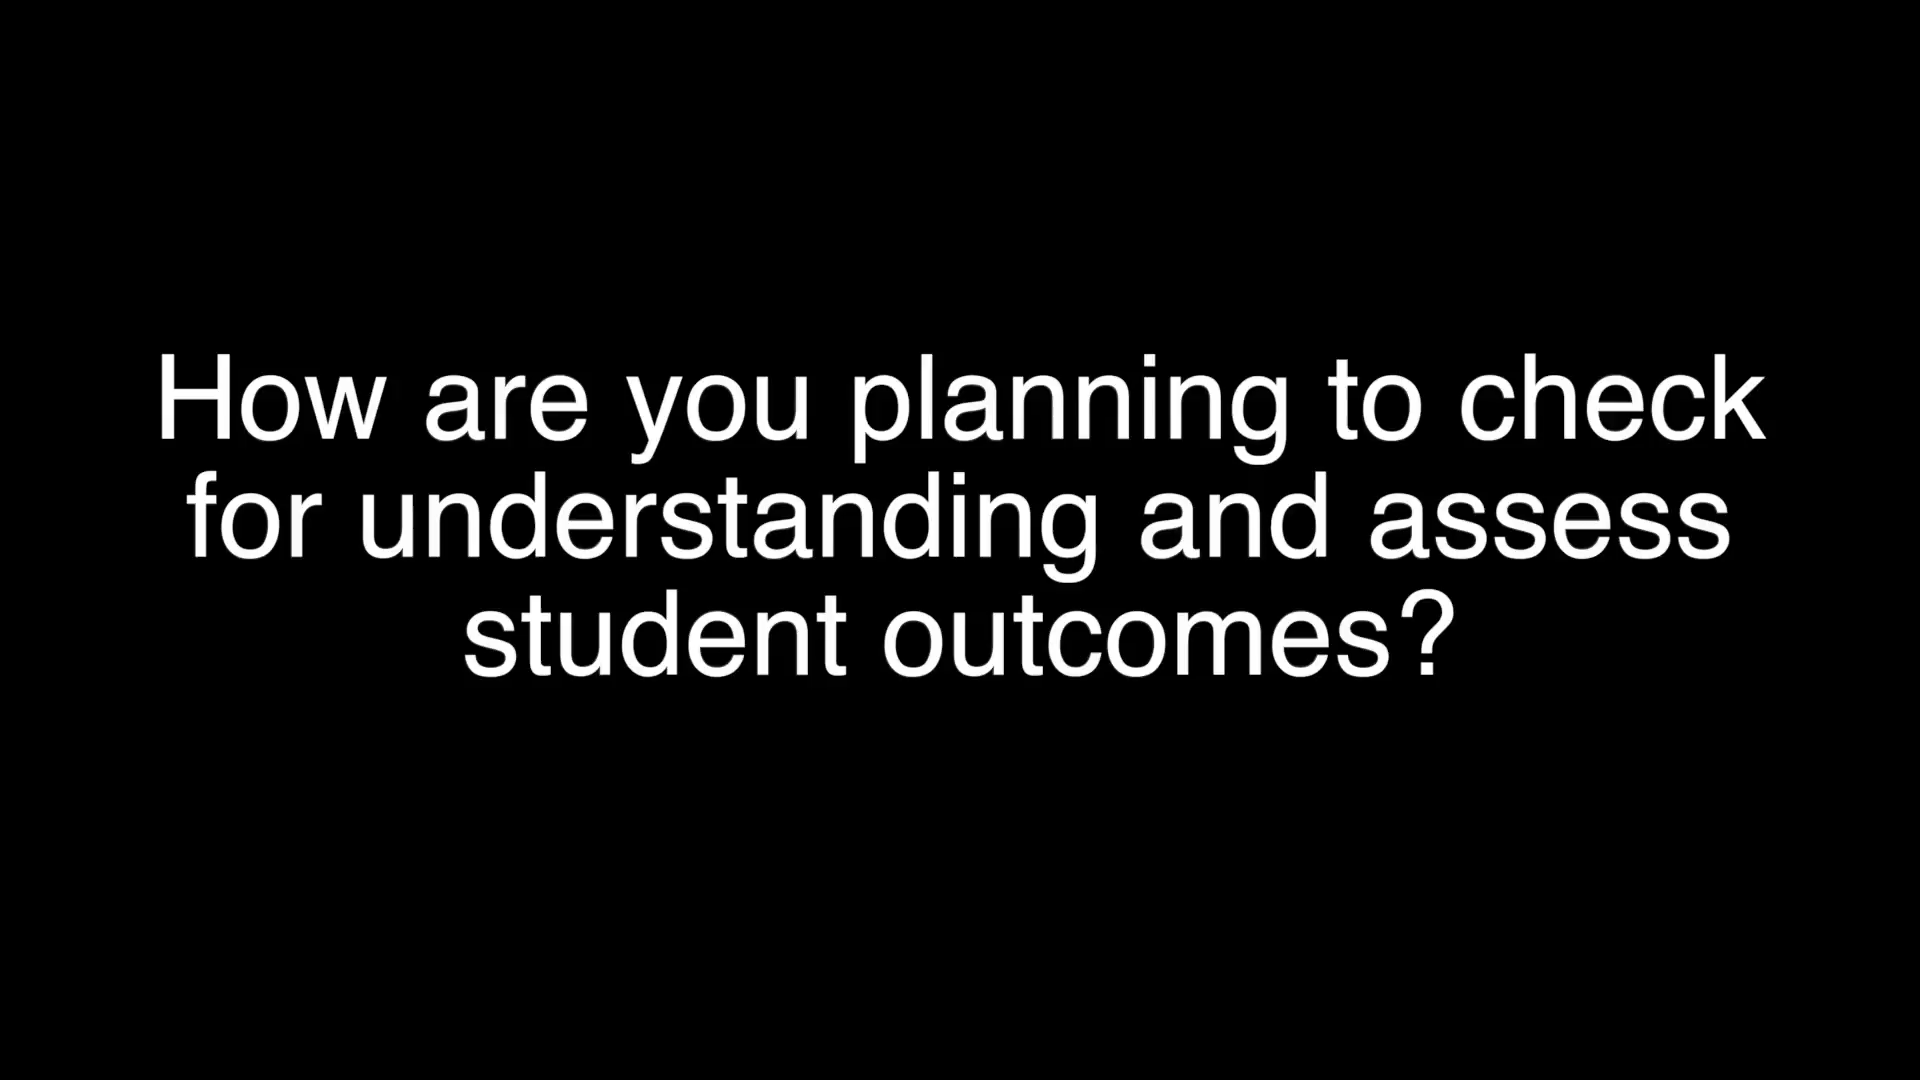 How are you planning to check
for understanding and assess
student outcomes?